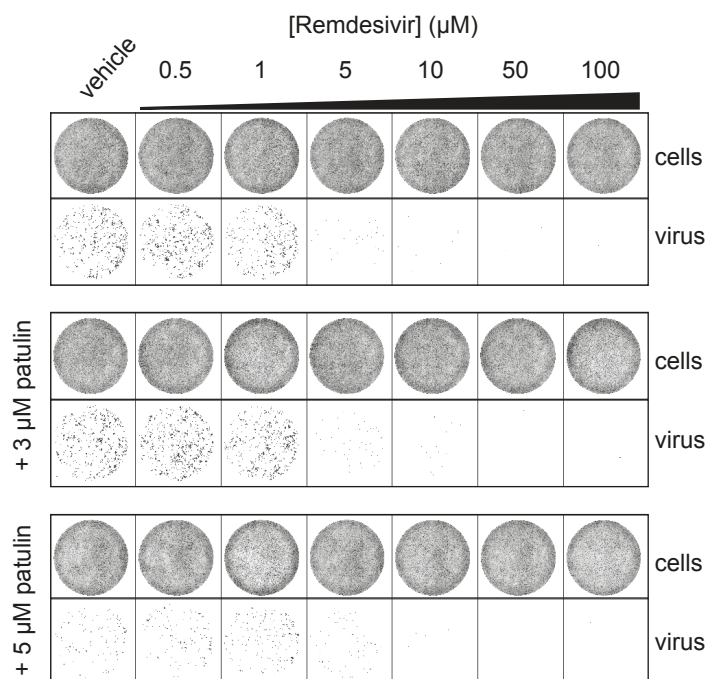 [Remdesivir] (µM)
vehicle 0.5 1 5 10 50 100
cells
virus
+ 3 µM patulin
cells
virus
+ 5 µM patulin
cells
virus